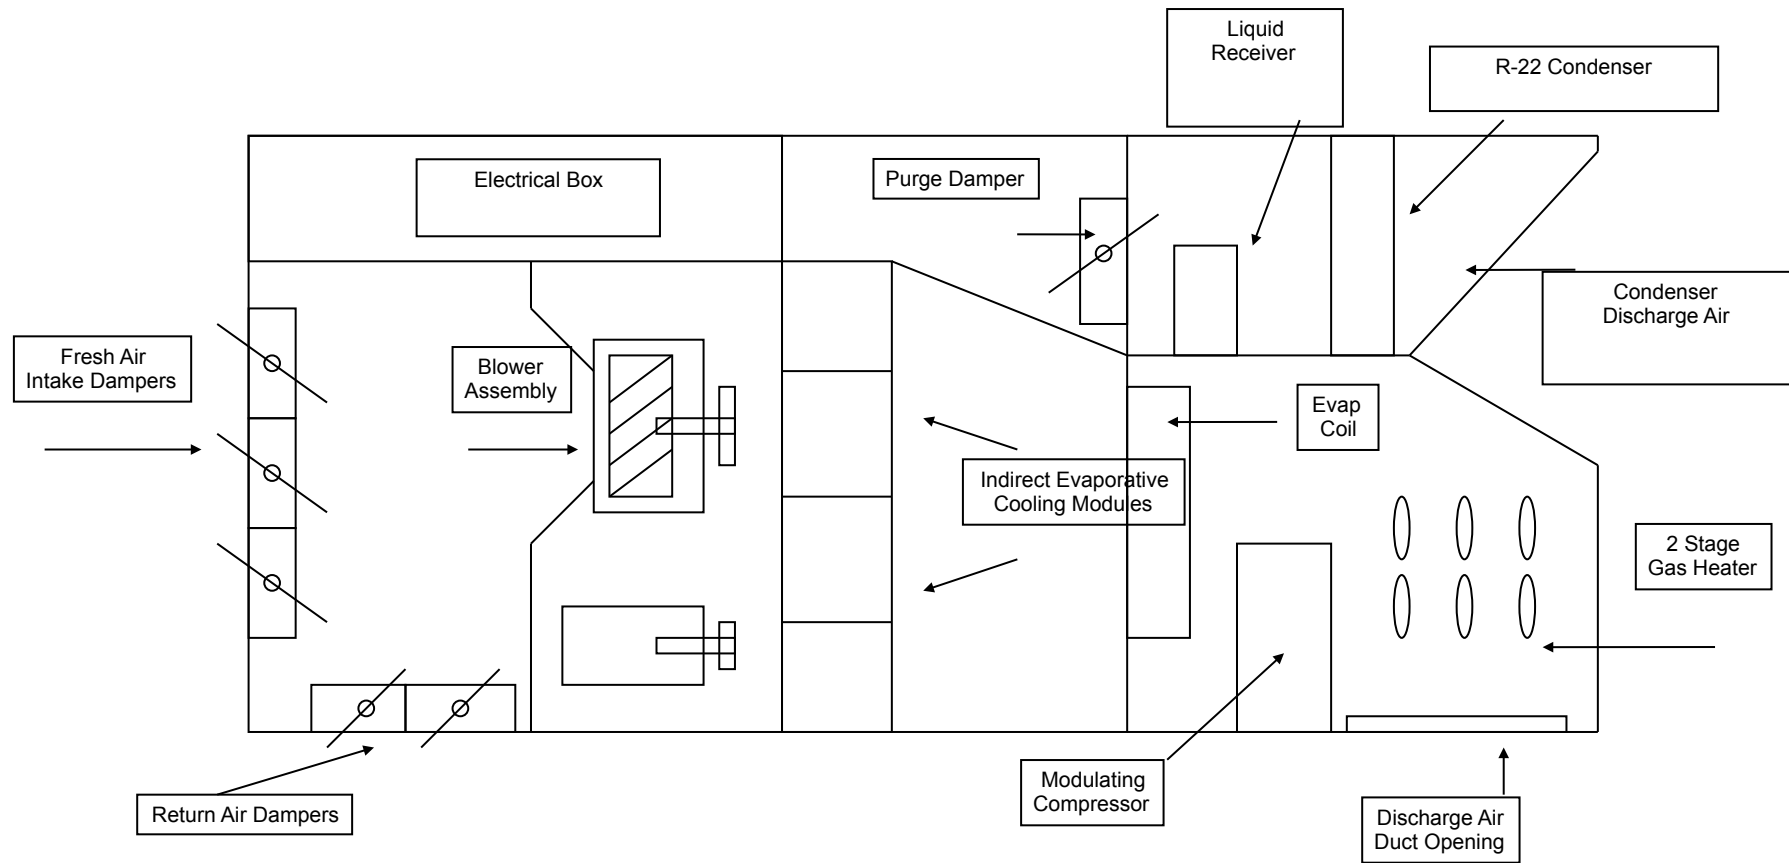 Liquid
Receiver
R-22 Condenser
Electrical Box
Purge Damper
Condenser
Discharge Air
Fresh Air
Intake Dampers
Blower
Assembly
Evap
Coil
Indirect Evaporative
Cooling Modules
2 Stage
Gas Heater
Modulating
Compressor
Return Air Dampers
Discharge Air
Duct Opening